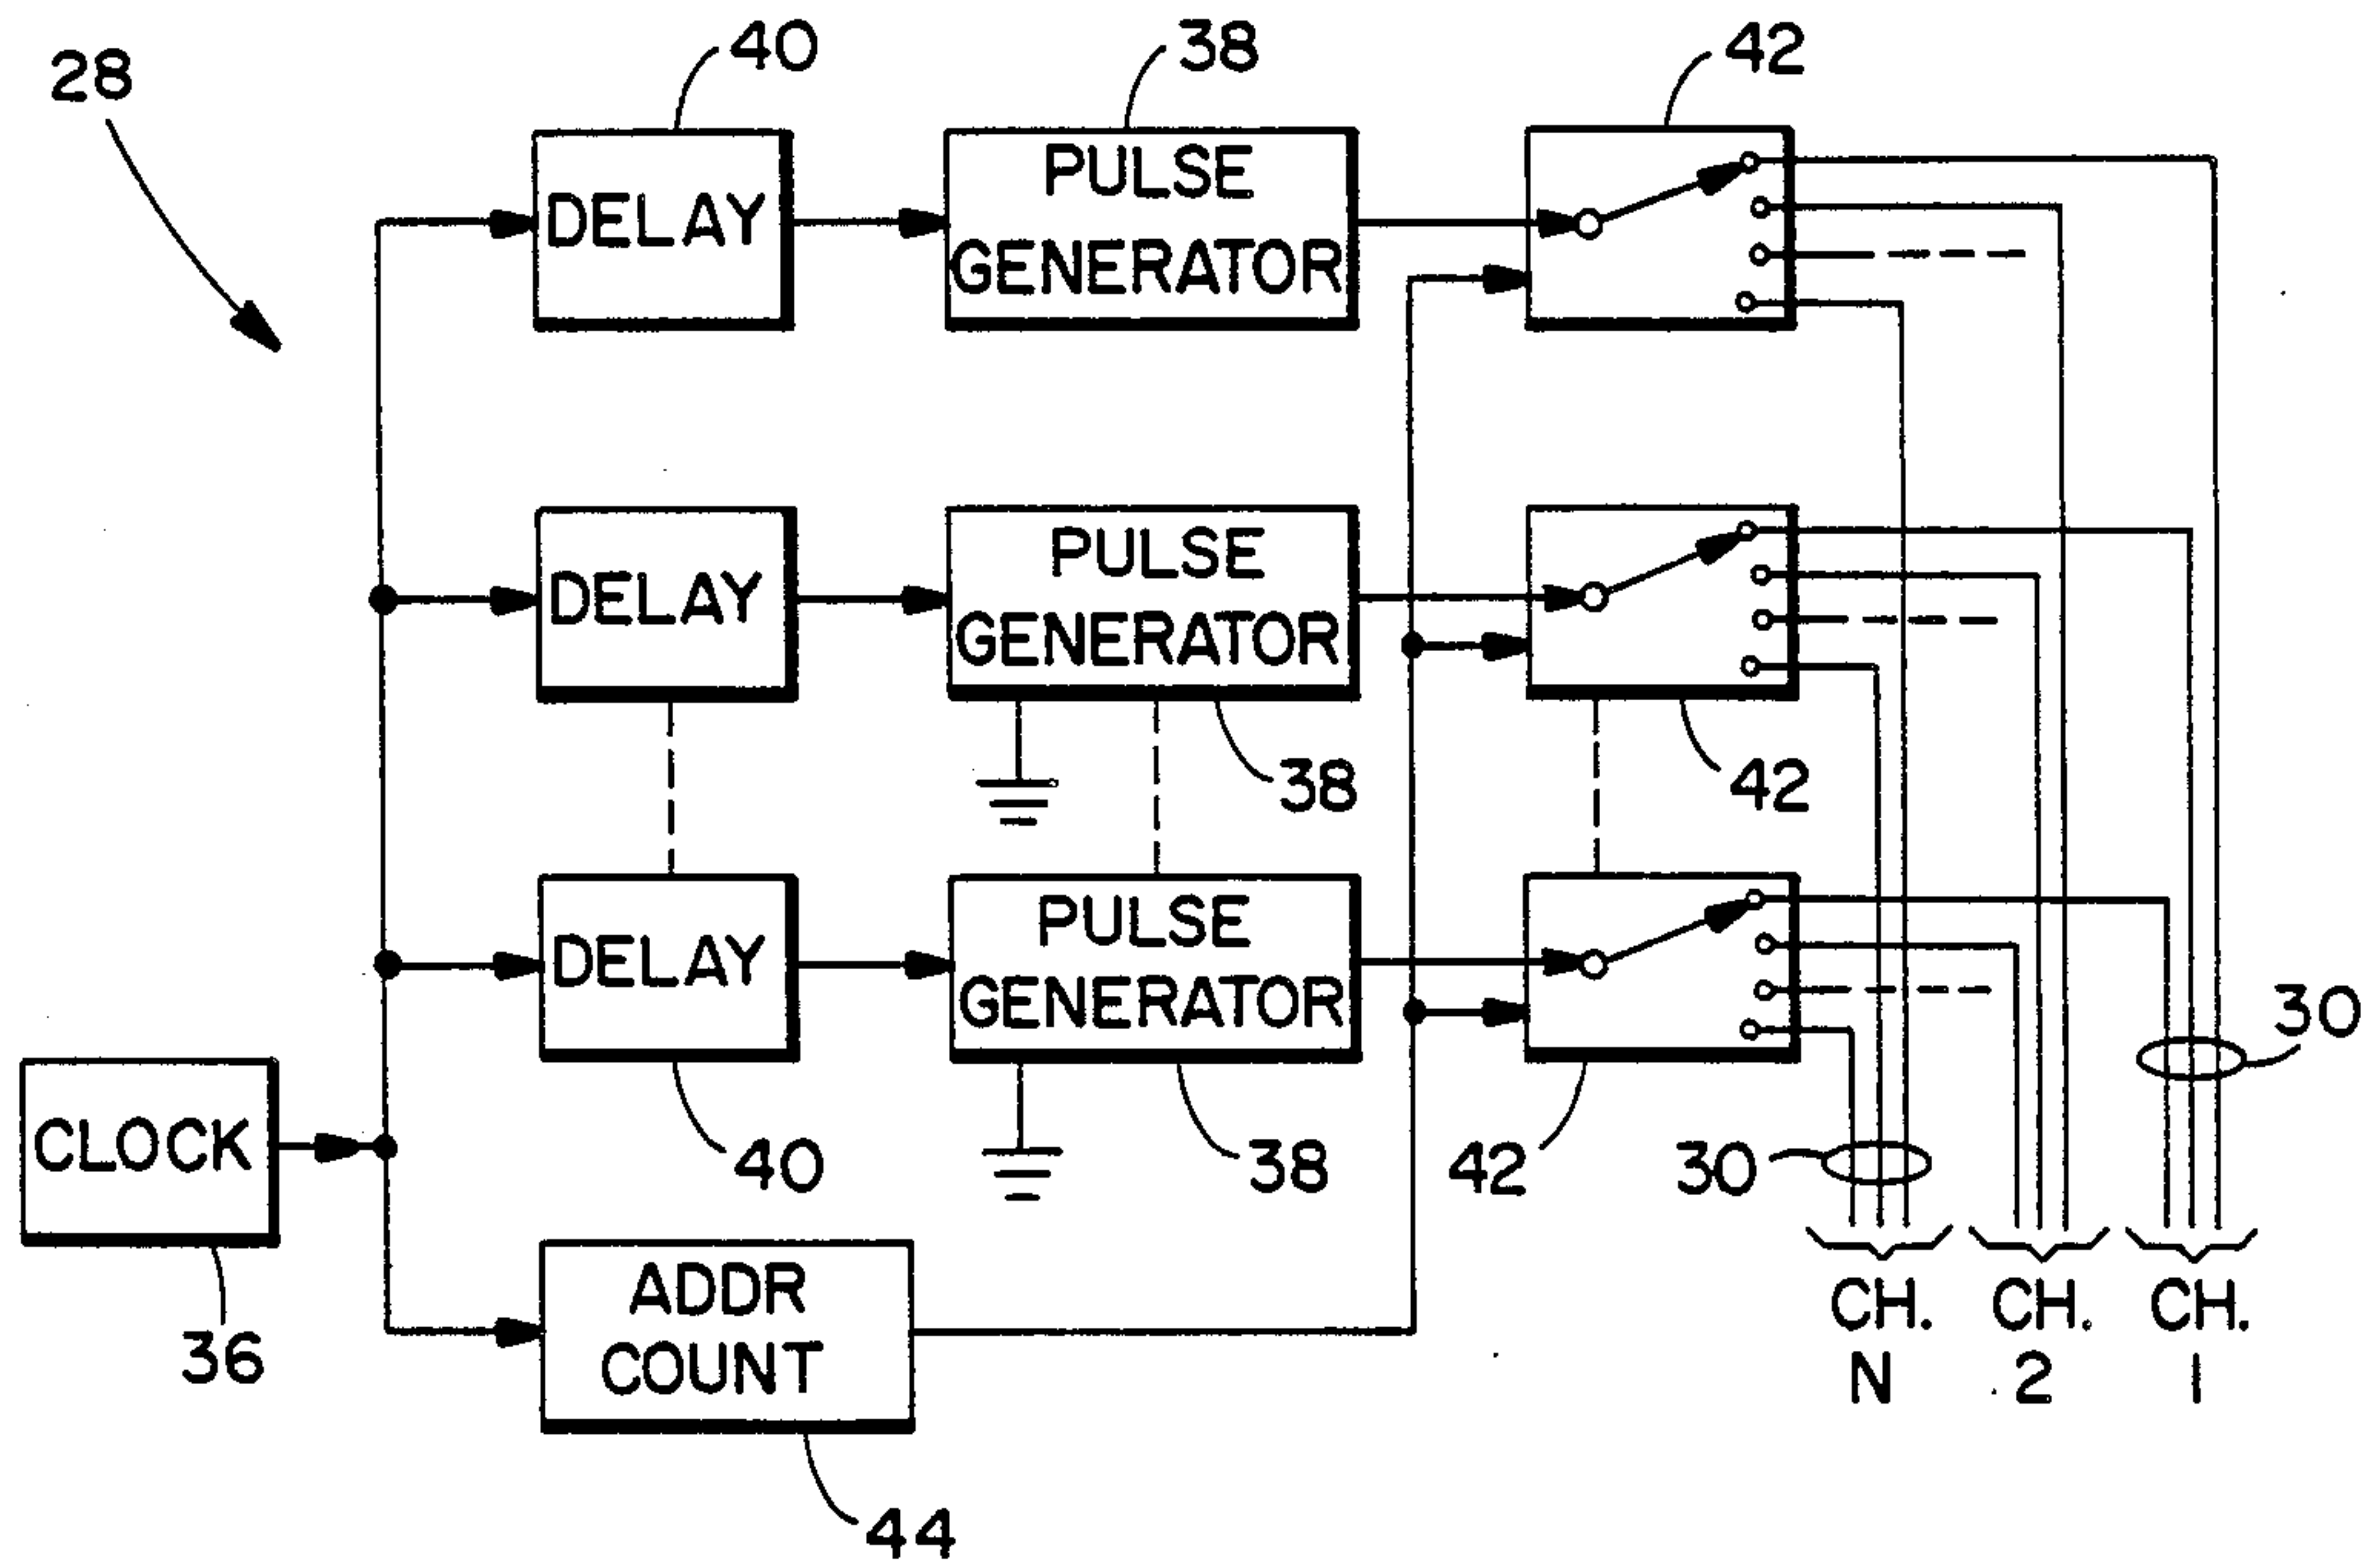 28
40
38
42
DELAY
PULSE
GENERATOR
DELAY
PULSE
GENERATOR
38
42
DELAY
PULSE
GENERATOR
30
CLOCK
40
38
42
30
36
ADDR
COUNT
CH.
N
CH.
2
CH.
1
44